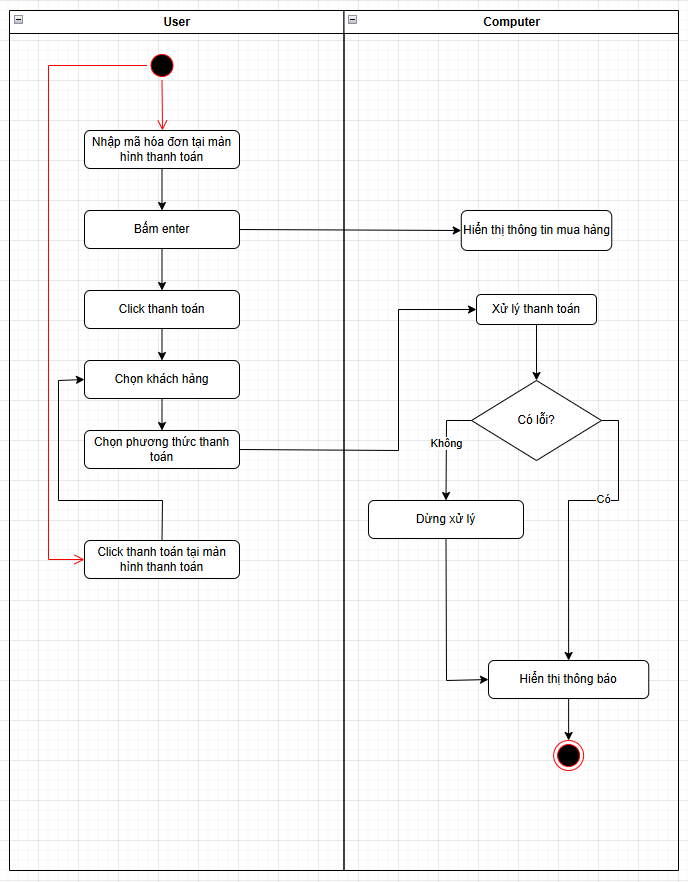 User
Computer
Nhập mã hóa đơn tại màn
hình thanh toán
Bấm enter
Hiển thị thông tin mua hàng
Click thanh toán
Xử lý thanh toán
Chọn khách hàng
Có lỗi?
Chọn phương thức thanh
toán
Không
Có
Dừng xử lý
Click thanh toán tại màn
hình thanh toán
Hiển thị thông báo